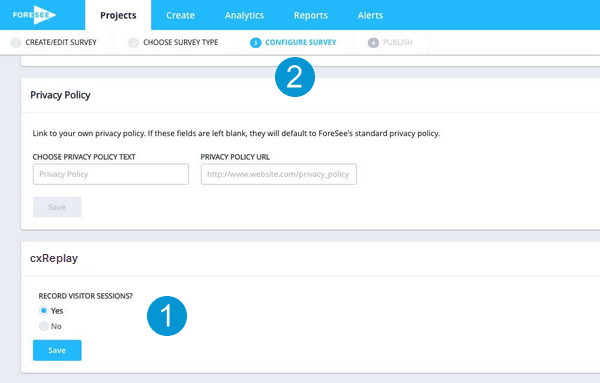 FORESEE Projects Create Analytics Reports Alerts
1 CREATE/EDIT SURVEY 2 CHOOSE SURVEY TYPE 3 CONFIGURE SURVEY 4 PUBLISH
2
Privacy Policy
Link to your own privacy policy. If these fields are left blank, they will default to ForeSee's standard privacy policy.
CHOOSE PRIVACY POLICY TEXT PRIVACY POLICY URL
Privacy Policy http://www.website.com/privacy_policy
Save
cxReplay
RECORD VISITOR SESSIONS?
Yes
1
No
Save